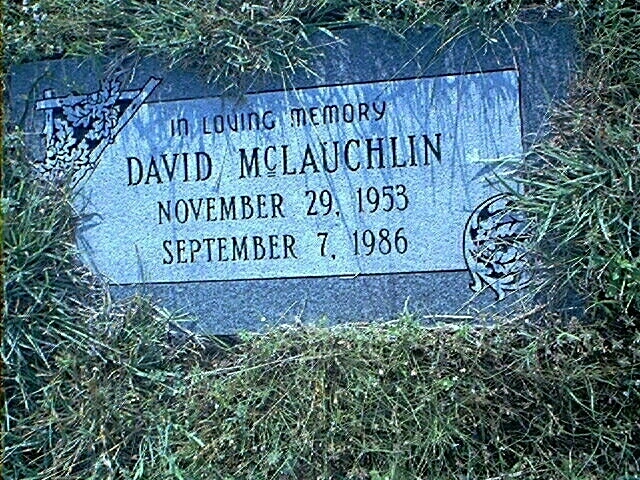 IN LOVING MEMORY
DAVID McLAUCHLIN
NOVEMBER 29, 1953
SEPTEMBER 7, 1986